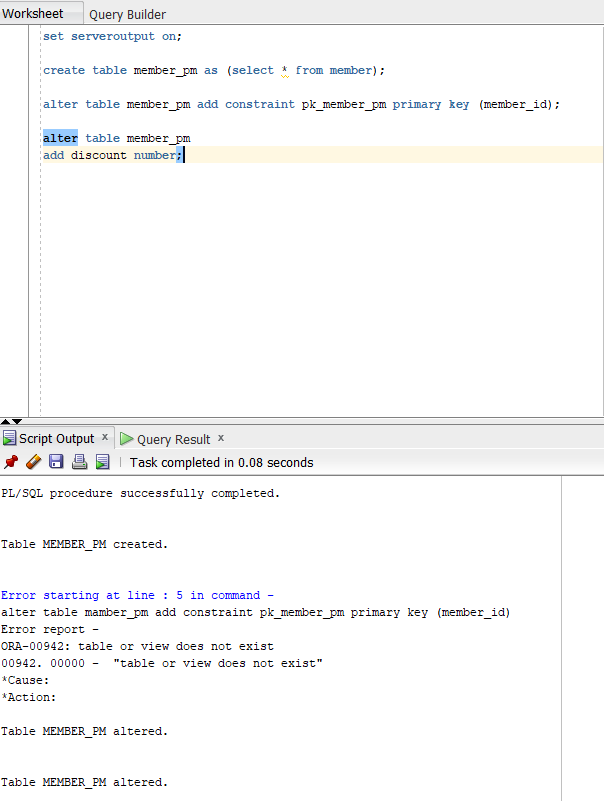 Worksheet Query Builder
set serveroutput on;
create table member_pm as (select * from member);
alter table member_pm add constraint pk_member_pm primary key (member_id);
alter table member_pm
add discount number;
Script Output x Query Result x
Task completed in 0.08 seconds
PL/SQL procedure successfully completed.
Table MEMBER_PM created.
Error starting at line : 5 in command -
alter table mamber_pm add constraint pk_member_pm primary key (member_id)
Error report -
ORA-00942: table or view does not exist
00942. 00000 -  "table or view does not exist"
*Cause:
*Action:
Table MEMBER_PM altered.
Table MEMBER_PM altered.